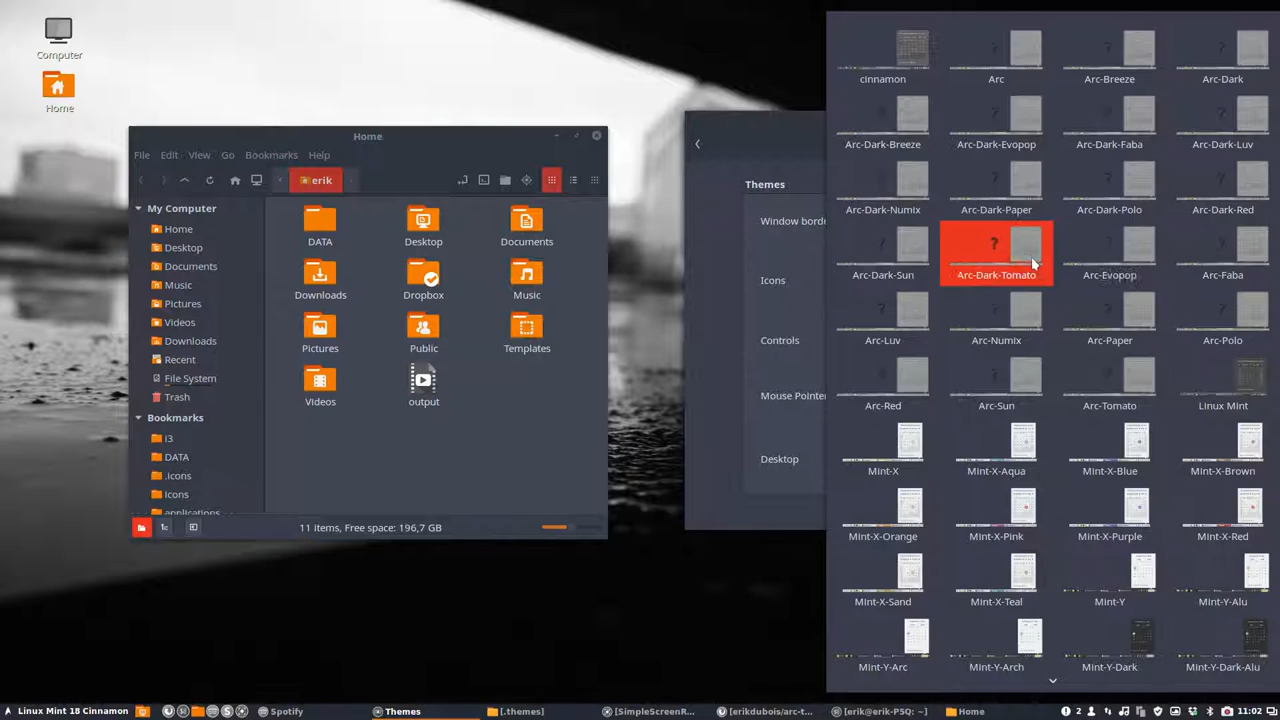 Computer
Home
Home
File Edit View Go Bookmarks Help
erik
My Computer
Home
Desktop
Documents
Music
Pictures
Videos
Downloads
Recent
File System
Trash
Bookmarks
i3
DATA
.icons
icons
applications
DATA Desktop Documents
Downloads Dropbox Music
Pictures Public Templates
Videos output
11 items, Free space: 196,7 GB
Themes
Window borde
Icons
Controls
Mouse Pointer
Desktop
cinnamon Arc Arc-Breeze Arc-Dark
Arc-Dark-Breeze Arc-Dark-Evopop Arc-Dark-Faba Arc-Dark-Luv
Arc-Dark-Numix Arc-Dark-Paper Arc-Dark-Polo Arc-Dark-Red
Arc-Dark-Sun Arc-Dark-Tomato Arc-Evopop Arc-Faba
Arc-Luv Arc-Numix Arc-Paper Arc-Polo
Arc-Red Arc-Sun Arc-Tomato Linux Mint
Mint-X Mint-X-Aqua Mint-X-Blue Mint-X-Brown
Mint-X-Orange Mint-X-Pink Mint-X-Purple Mint-X-Red
Mint-X-Sand Mint-X-Teal Mint-Y Mint-Y-Alu
Mint-Y-Arc Mint-Y-Arch Mint-Y-Dark Mint-Y-Dark-Alu
Linux Mint 18 Cinnamon Spotify Themes [.themes] [SimpleScreenR... [erikdubois/arc-t... [erik@erik-P5Q: ~] Home 2 11:02